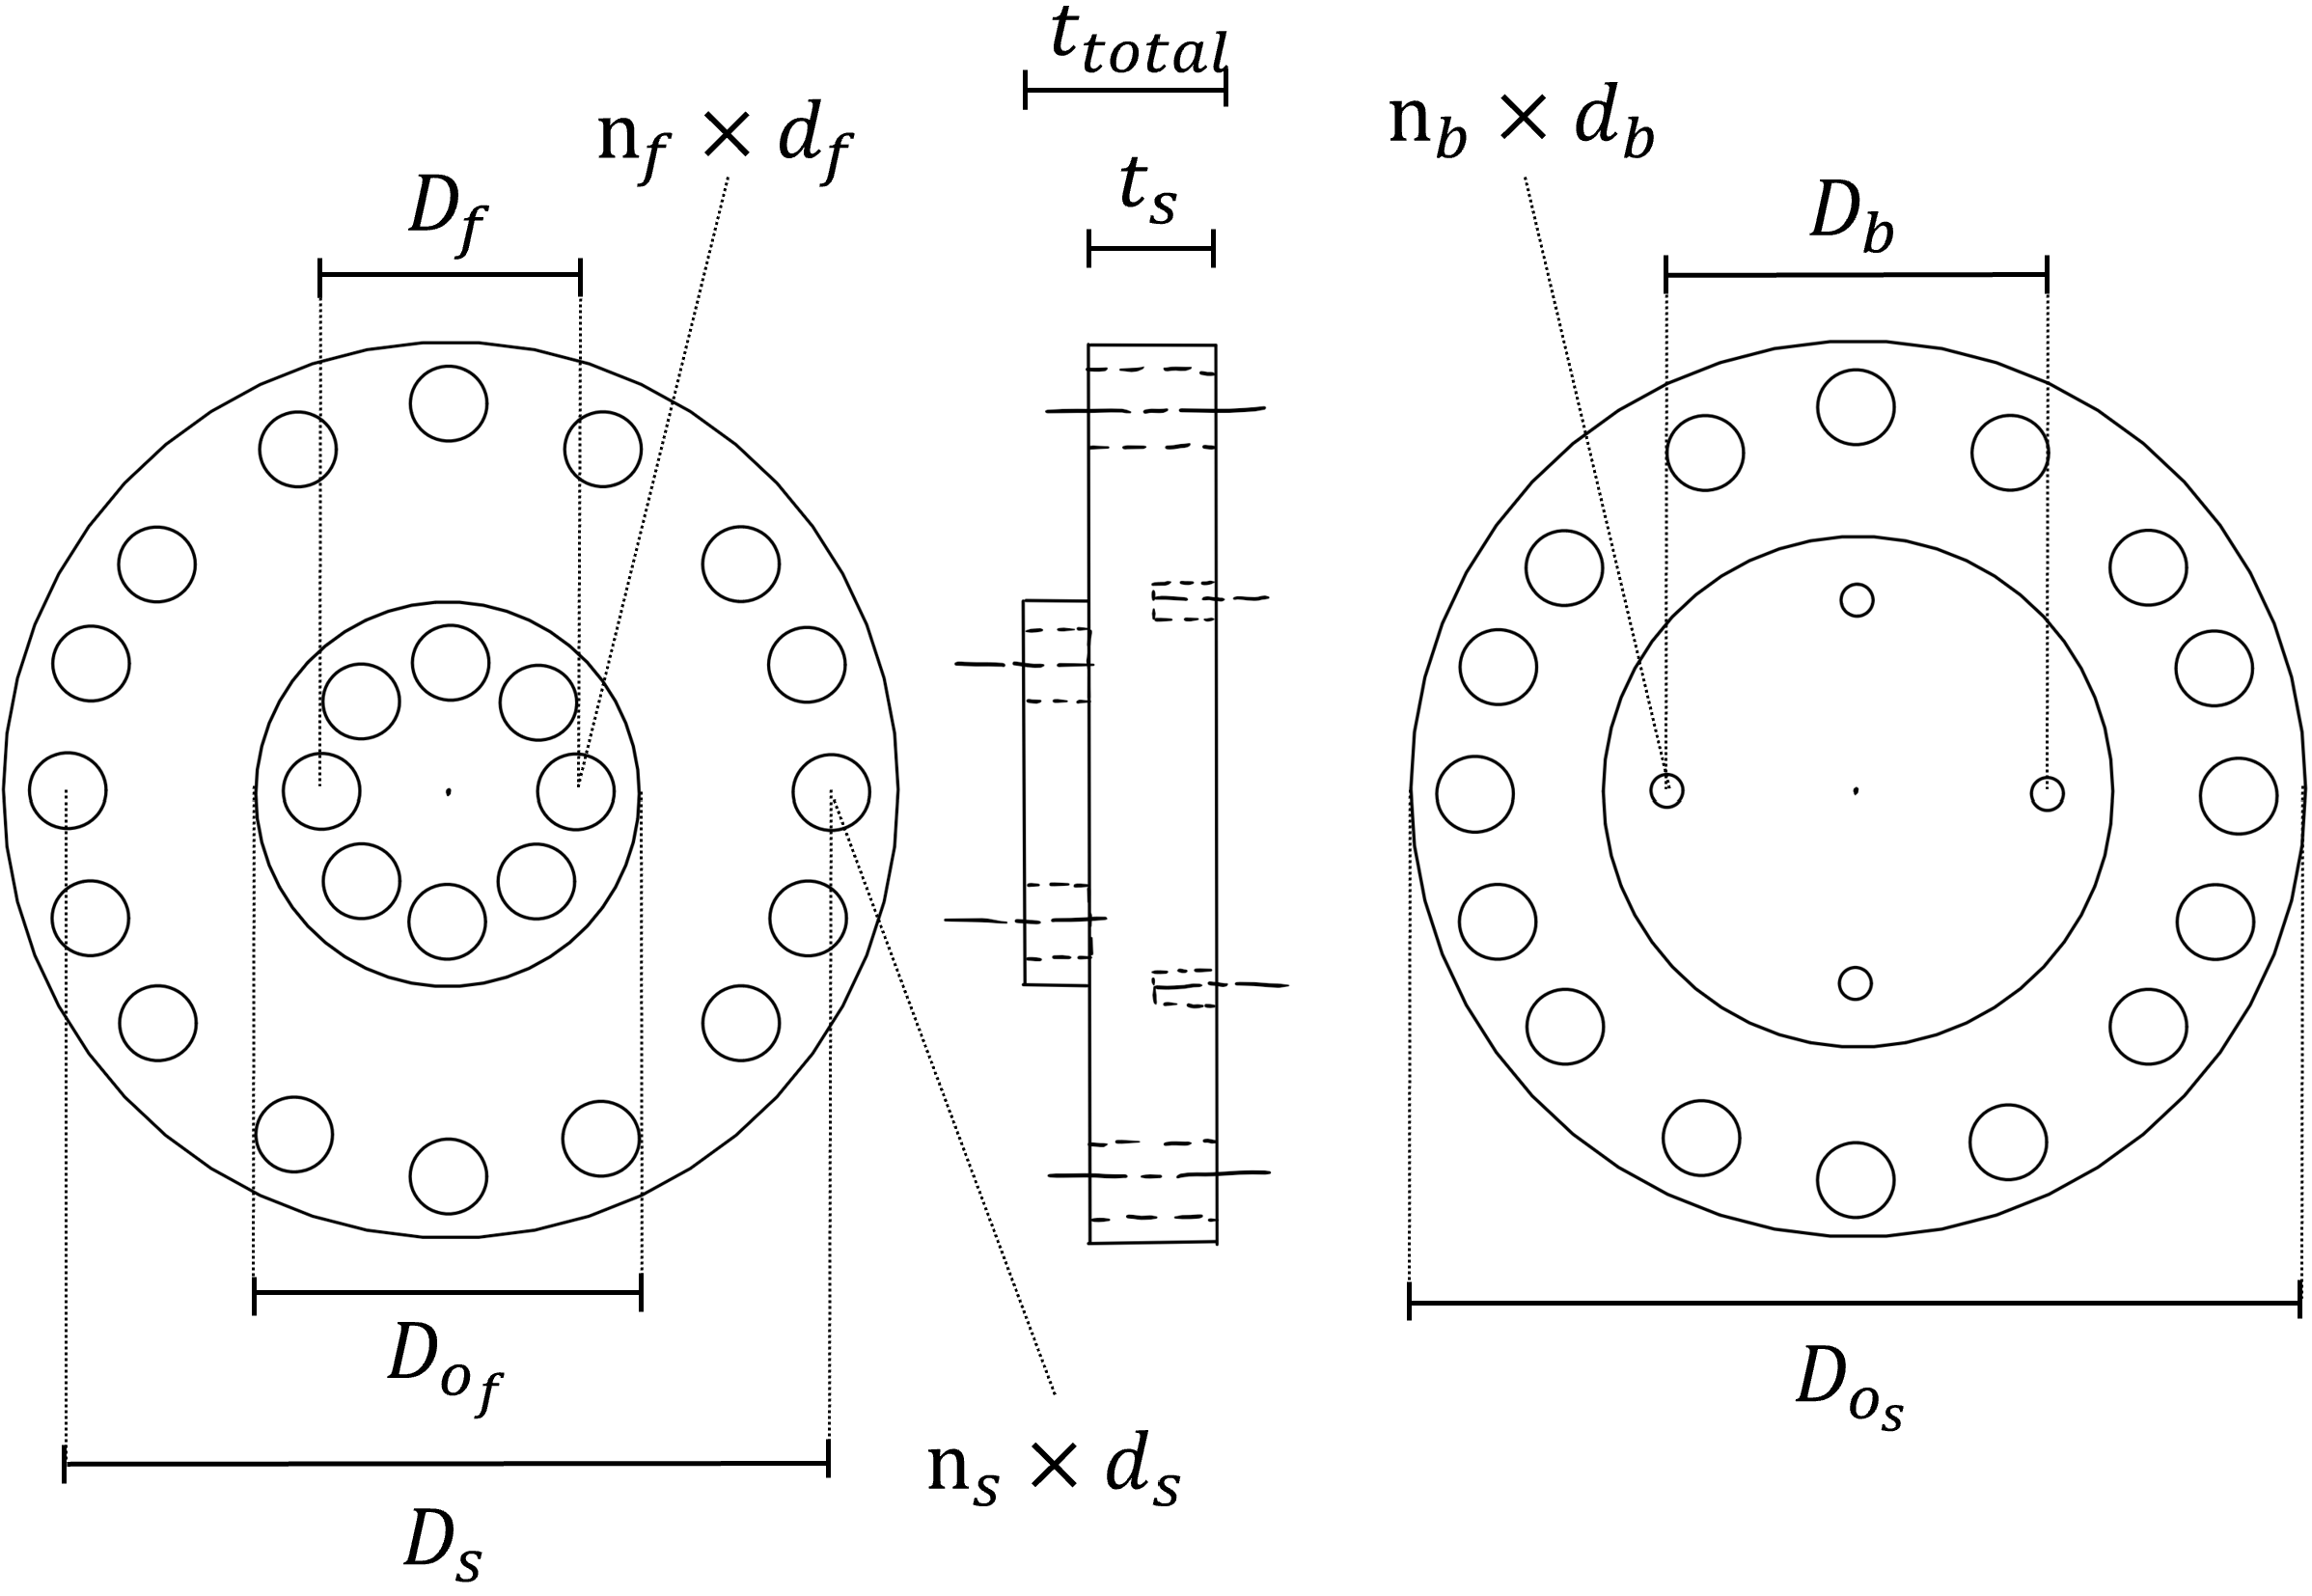 t_total
n_f × d_f
n_b × d_b
t_s
D_f
D_b
D_o_f
D_o_s
n_s × d_s
D_s